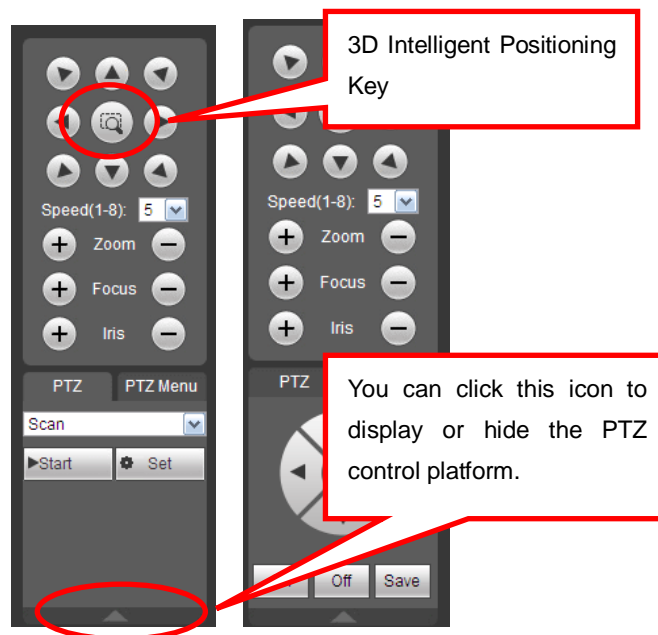 3D Intelligent Positioning
Key
Speed(1-8): 5
Zoom
Focus
Iris
PTZ PTZ Menu
Scan
Start Set
Speed(1-8): 5
Zoom
Focus
Iris
PTZ
You can click this icon to
display or hide the PTZ
control platform.
Off Save